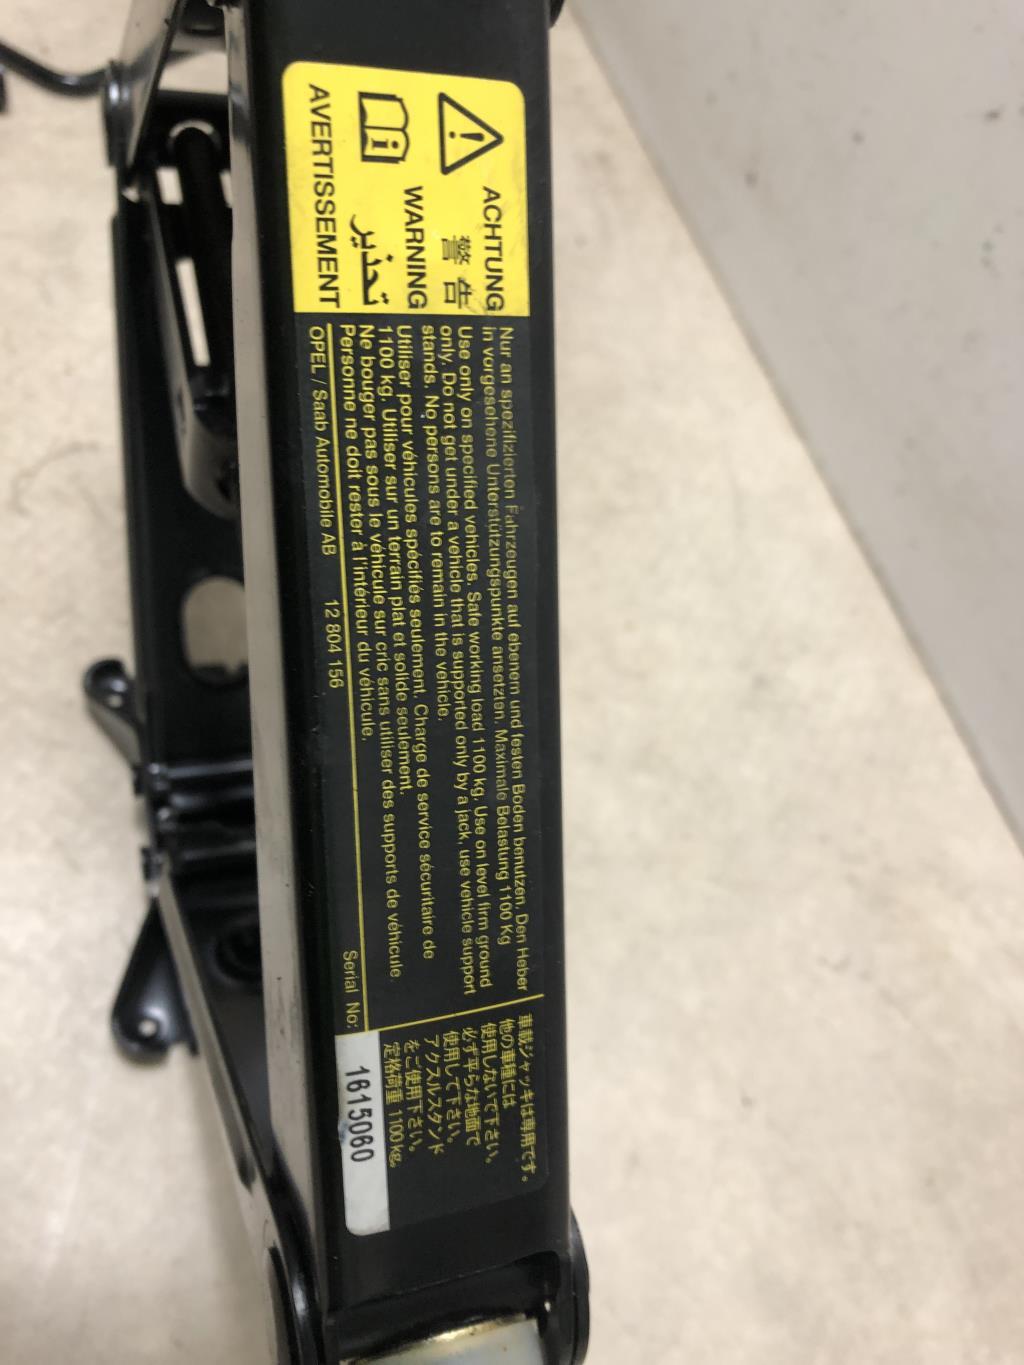 ACHTUNG
警告
WARNING
تحذير
AVERTISSEMENT
Nur an spezifizierten Fahrzeugen auf ebenem und festen Boden benutzen. Den Heber
in vorgesehene Unterstützungspunkte ansetzen. Maximale Belastung 1100 Kg
Use only on specified vehicles. Safe working load 1100 kg. Use on level firm ground
only. Do not get under a vehicle that is supported only by a jack, use vehicle support
stands. No persons are to remain in the vehicle.
Utiliser pour véhicules spécifiés seulement. Charge de service sécuritaire de
1100 kg. Utiliser sur un terrain plat et solide seulement.
Ne bouger pas sous le véhicule sur cric sans utiliser des supports de véhicule.
Personne ne doit rester à l'intérieur du véhicule.
OPEL / Saab Automobile AB 12 804 156 Serial No:
1615060
車載ジャッキは専用です。
他の車種には
使用しないで下さい。
必ず平らな地面で
使用して下さい。
アクスルスタンド
をご使用下さい。
定格荷重 1100kg。